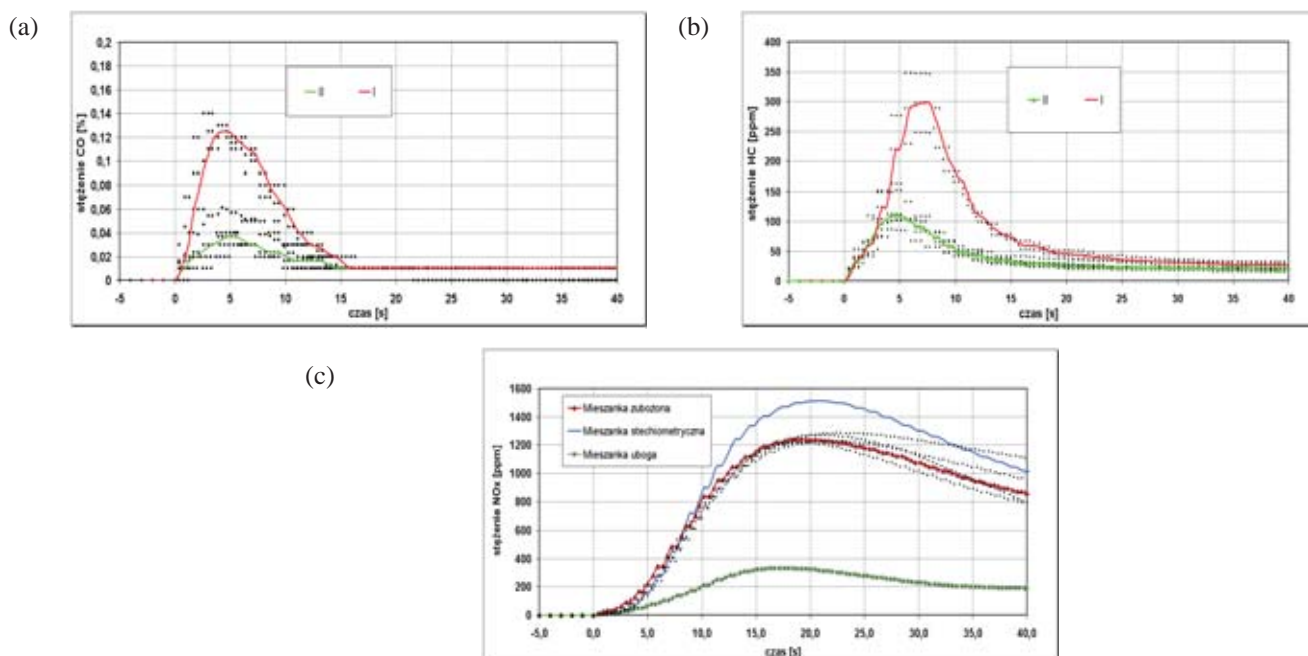 (a)
stężenie CO [%]
0,2
0,18
0,16
0,14
0,12
0,1
0,08
0,06
0,04
0,02
0
II I
-5 0 5 10 15 20 25 30 35 40
czas [s]
(b)
stężenie HC [ppm]
400
350
300
250
200
150
100
50
0
II I
-5 0 5 10 15 20 25 30 35 40
czas [s]
(c)
stężenie NOx [ppm]
1600
1400
1200
1000
800
600
400
200
0
Mieszanka zubożona
Mieszanka stechiometryczna
Mieszanka uboga
-5,0 0,0 5,0 10,0 15,0 20,0 25,0 30,0 35,0 40,0
czas [s]